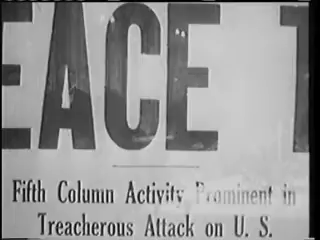 EACE T
Fifth Column Activity Prominent in
Treacherous Attack on U. S.